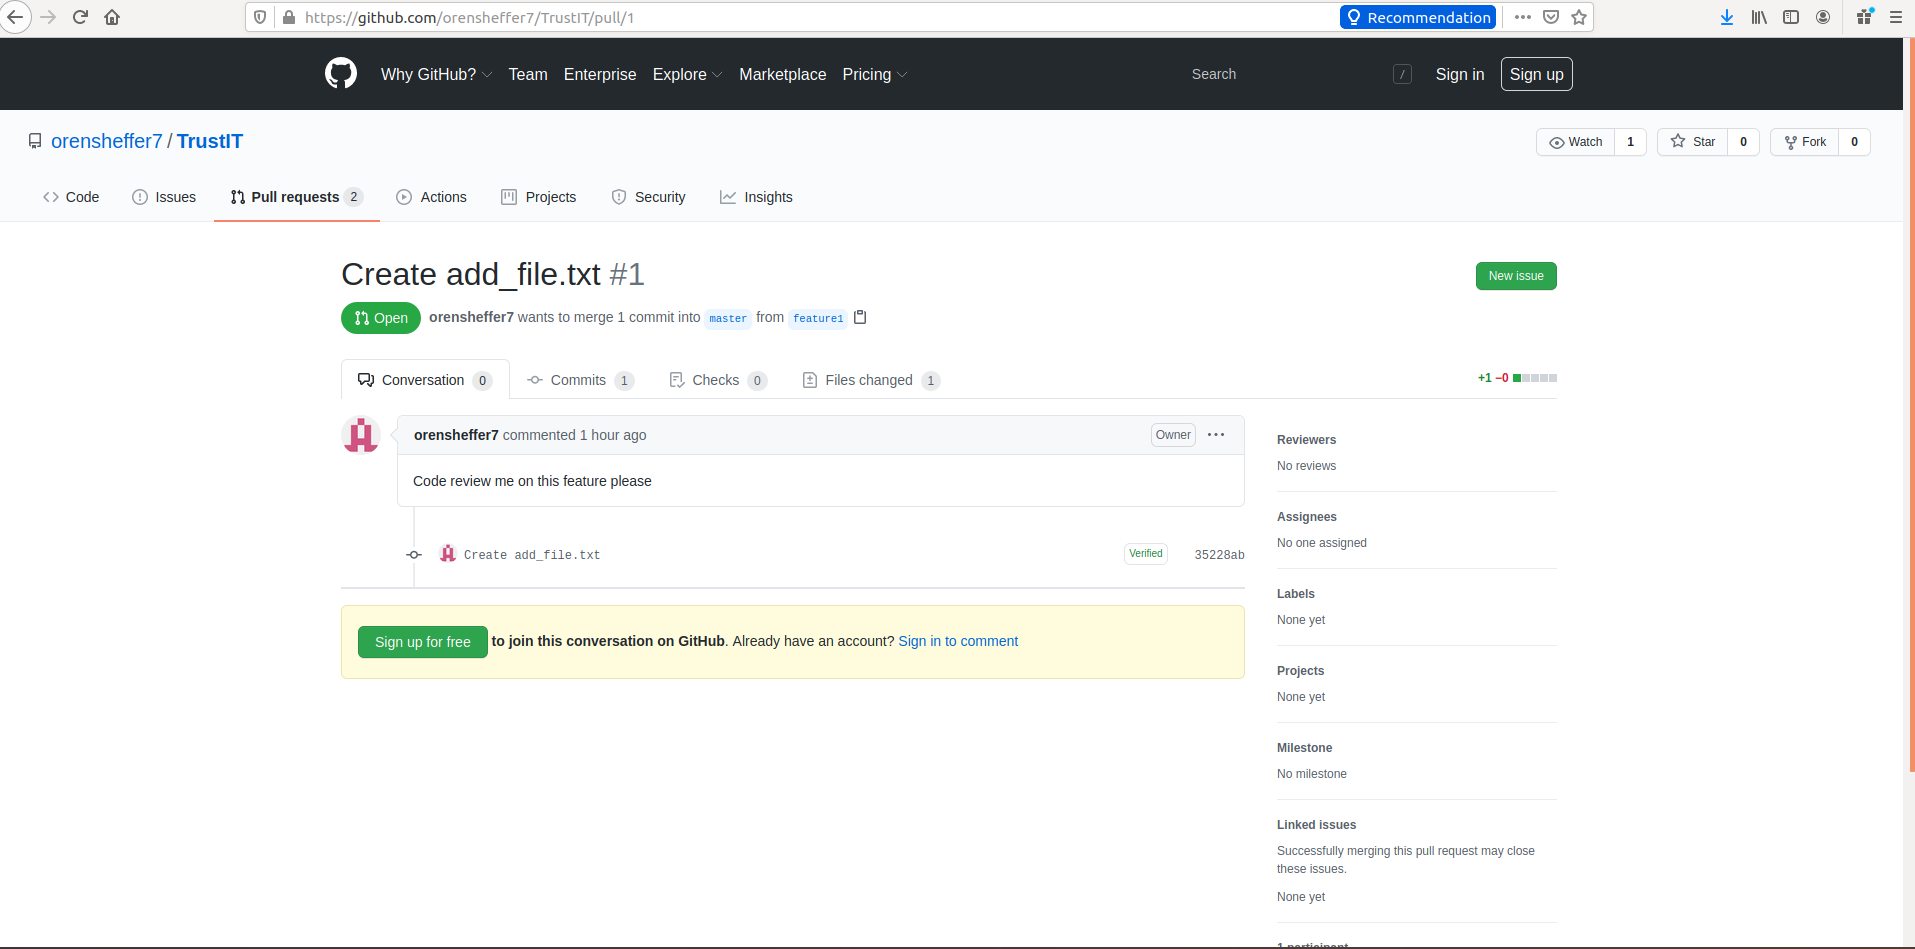 https://github.com/orensheffer7/TrustIT/pull/1 Recommendation
Why GitHub? Team Enterprise Explore Marketplace Pricing Search / Sign in Sign up
orensheffer7 / TrustIT Watch 1 Star 0 Fork 0
Code Issues Pull requests 2 Actions Projects Security Insights
Create add_file.txt #1 New issue
Open orensheffer7 wants to merge 1 commit into master from feature1
Conversation 0 Commits 1 Checks 0 Files changed 1 +1 −0
orensheffer7 commented 1 hour ago Owner
Code review me on this feature please
Create add_file.txt Verified 35228ab
Sign up for free to join this conversation on GitHub. Already have an account? Sign in to comment
Reviewers
No reviews
Assignees
No one assigned
Labels
None yet
Projects
None yet
Milestone
No milestone
Linked issues
Successfully merging this pull request may close
these issues.
None yet
1 participant